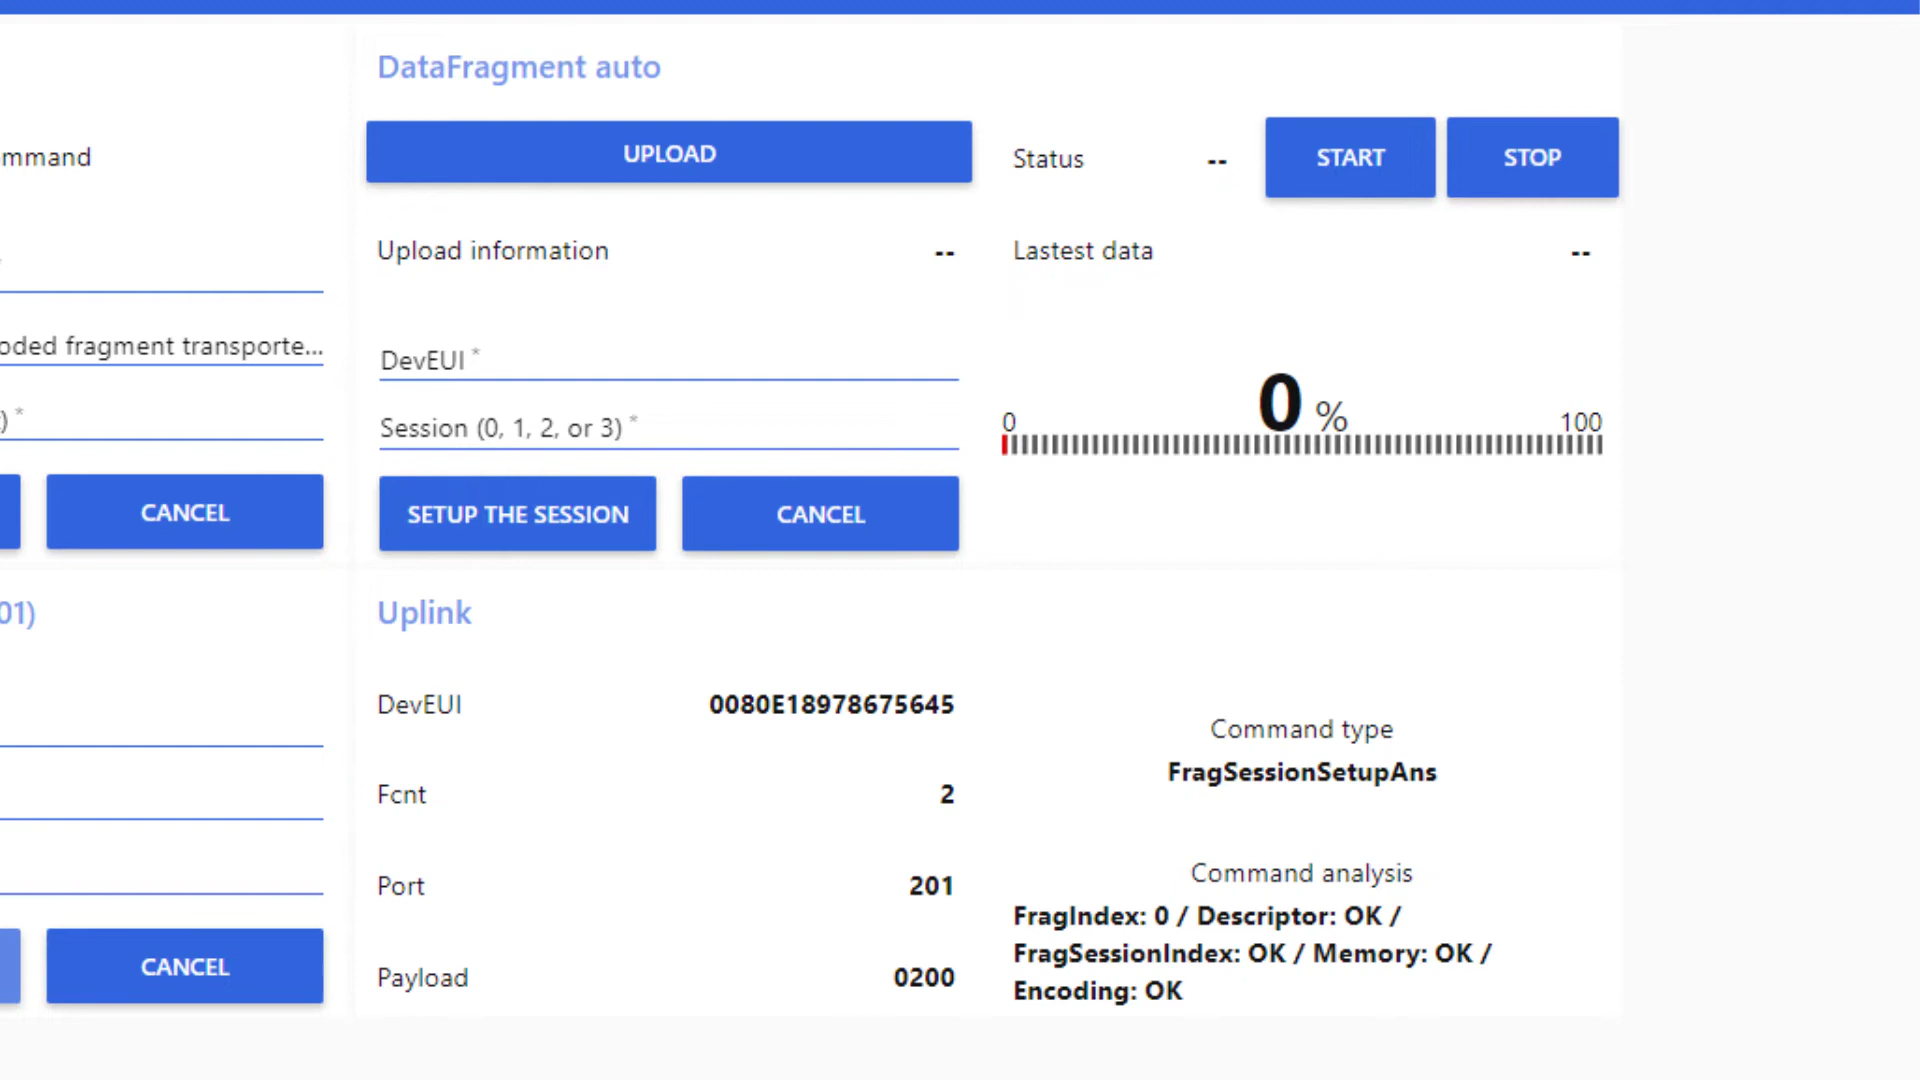 mmand
oded fragment transporte...
) *
CANCEL
01)
CANCEL
DataFragment auto
UPLOAD
Upload information --
DevEUI *
Session (0, 1, 2, or 3) *
SETUP THE SESSION CANCEL
Status -- START STOP
Lastest data --
0 0 % 100
Uplink
DevEUI 0080E18978675645
Fcnt 2
Port 201
Payload 0200
Command type
FragSessionSetupAns
Command analysis
FragIndex: 0 / Descriptor: OK /
FragSessionIndex: OK / Memory: OK /
Encoding: OK